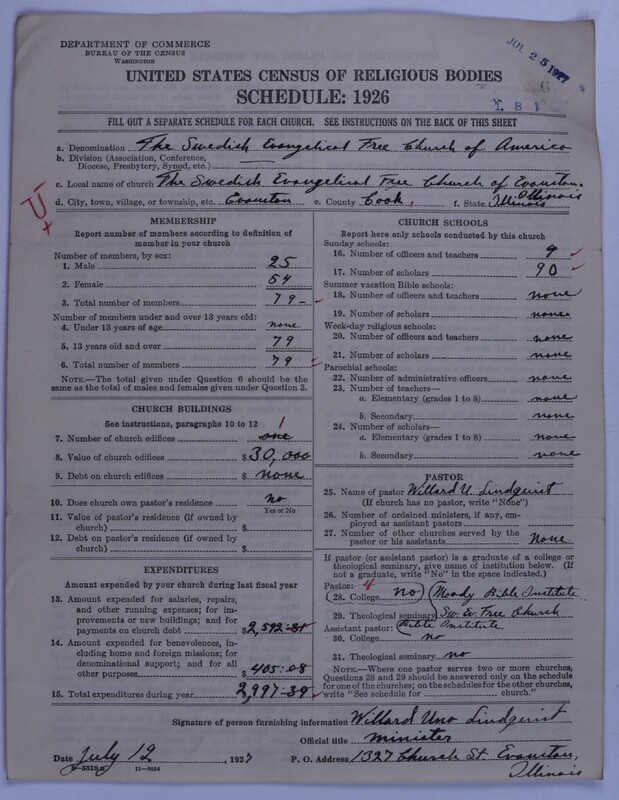 DEPARTMENT OF COMMERCE
BUREAU OF THE CENSUS
WASHINGTON
JUL 25 1927
6
I 8 1
UNITED STATES CENSUS OF RELIGIOUS BODIES
SCHEDULE: 1926
FILL OUT A SEPARATE SCHEDULE FOR EACH CHURCH. SEE INSTRUCTIONS ON THE BACK OF THIS SHEET
a. Denomination The Swedish Evangelical Free Church of America
b. Division (Association, Conference,
Diocese, Presbytery, Synod, etc.)
c. Local name of church The Swedish Evangelical Free Church of Evanston.
d. City, town, village, or township, etc. Evanston e. County Cook, f. State Illinois
Illinois
MEMBERSHIP
Report number of members according to definition of
member in your church
Number of members, by sex:
1. Male 25
2. Female 54
3. Total number of members 79
Number of members under and over 13 years old:
4. Under 13 years of age none
5. 13 years old and over 79
6. Total number of members 79
NOTE.—The total given under Question 6 should be
the same as the total of males and females given under Question 3.
CHURCH BUILDINGS
See instructions, paragraphs 10 to 12
1
7. Number of church edifices one
8. Value of church edifices $30,000
9. Debt on church edifices $none
10. Does church own pastor's residence no
Yes or No
11. Value of pastor's residence (if owned by
church) $
12. Debt on pastor's residence (if owned by
church) $
EXPENDITURES
Amount expended by your church during last fiscal year
13. Amount expended for salaries, repairs,
and other running expenses; for im-
provements or new buildings; and for
payments on church debt $2,592.31
14. Amount expended for benevolences, in-
cluding home and foreign missions; for
denominational support; and for all
other purposes $405.08
15. Total expenditures during year 2,997.39
CHURCH SCHOOLS
Report here only schools conducted by this church
Sunday schools:
16. Number of officers and teachers 9
17. Number of scholars 90
Summer vacation Bible schools:
18. Number of officers and teachers none
19. Number of scholars none
Week-day religious schools:
20. Number of officers and teachers none
21. Number of scholars none
Parochial schools:
22. Number of administrative officers none
23. Number of teachers—
a. Elementary (grades 1 to 8) none
b. Secondary none
24. Number of scholars—
a. Elementary (grades 1 to 8) none
b. Secondary none
PASTOR
25. Name of pastor Willard U. Lindquist
(If church has no pastor, write "None")
26. Number of ordained ministers, if any, em-
ployed as assistant pastors
27. Number of other churches served by the
pastor or his assistants None
If pastor (or assistant pastor) is a graduate of a college or
theological seminary, give name of institution below. (If
not a graduate, write "No" in the space indicated.)
Pastor: 4
28. College no (Moody Bible Institute
29. Theological seminary Sw. Ev. Free Church
Assistant pastor: Bible Institute
30. College no
31. Theological seminary no
NOTE.—Where one pastor serves two or more churches,
Questions 28 and 29 should be answered only on the schedule
for one of the churches; on the schedules for the other churches,
write "See schedule for church."
Signature of person furnishing information Willard Uno Lindquist
Official title Minister
Date July 12, 1927 P. O. Address 1327 Church St. Evanston,
Illinois